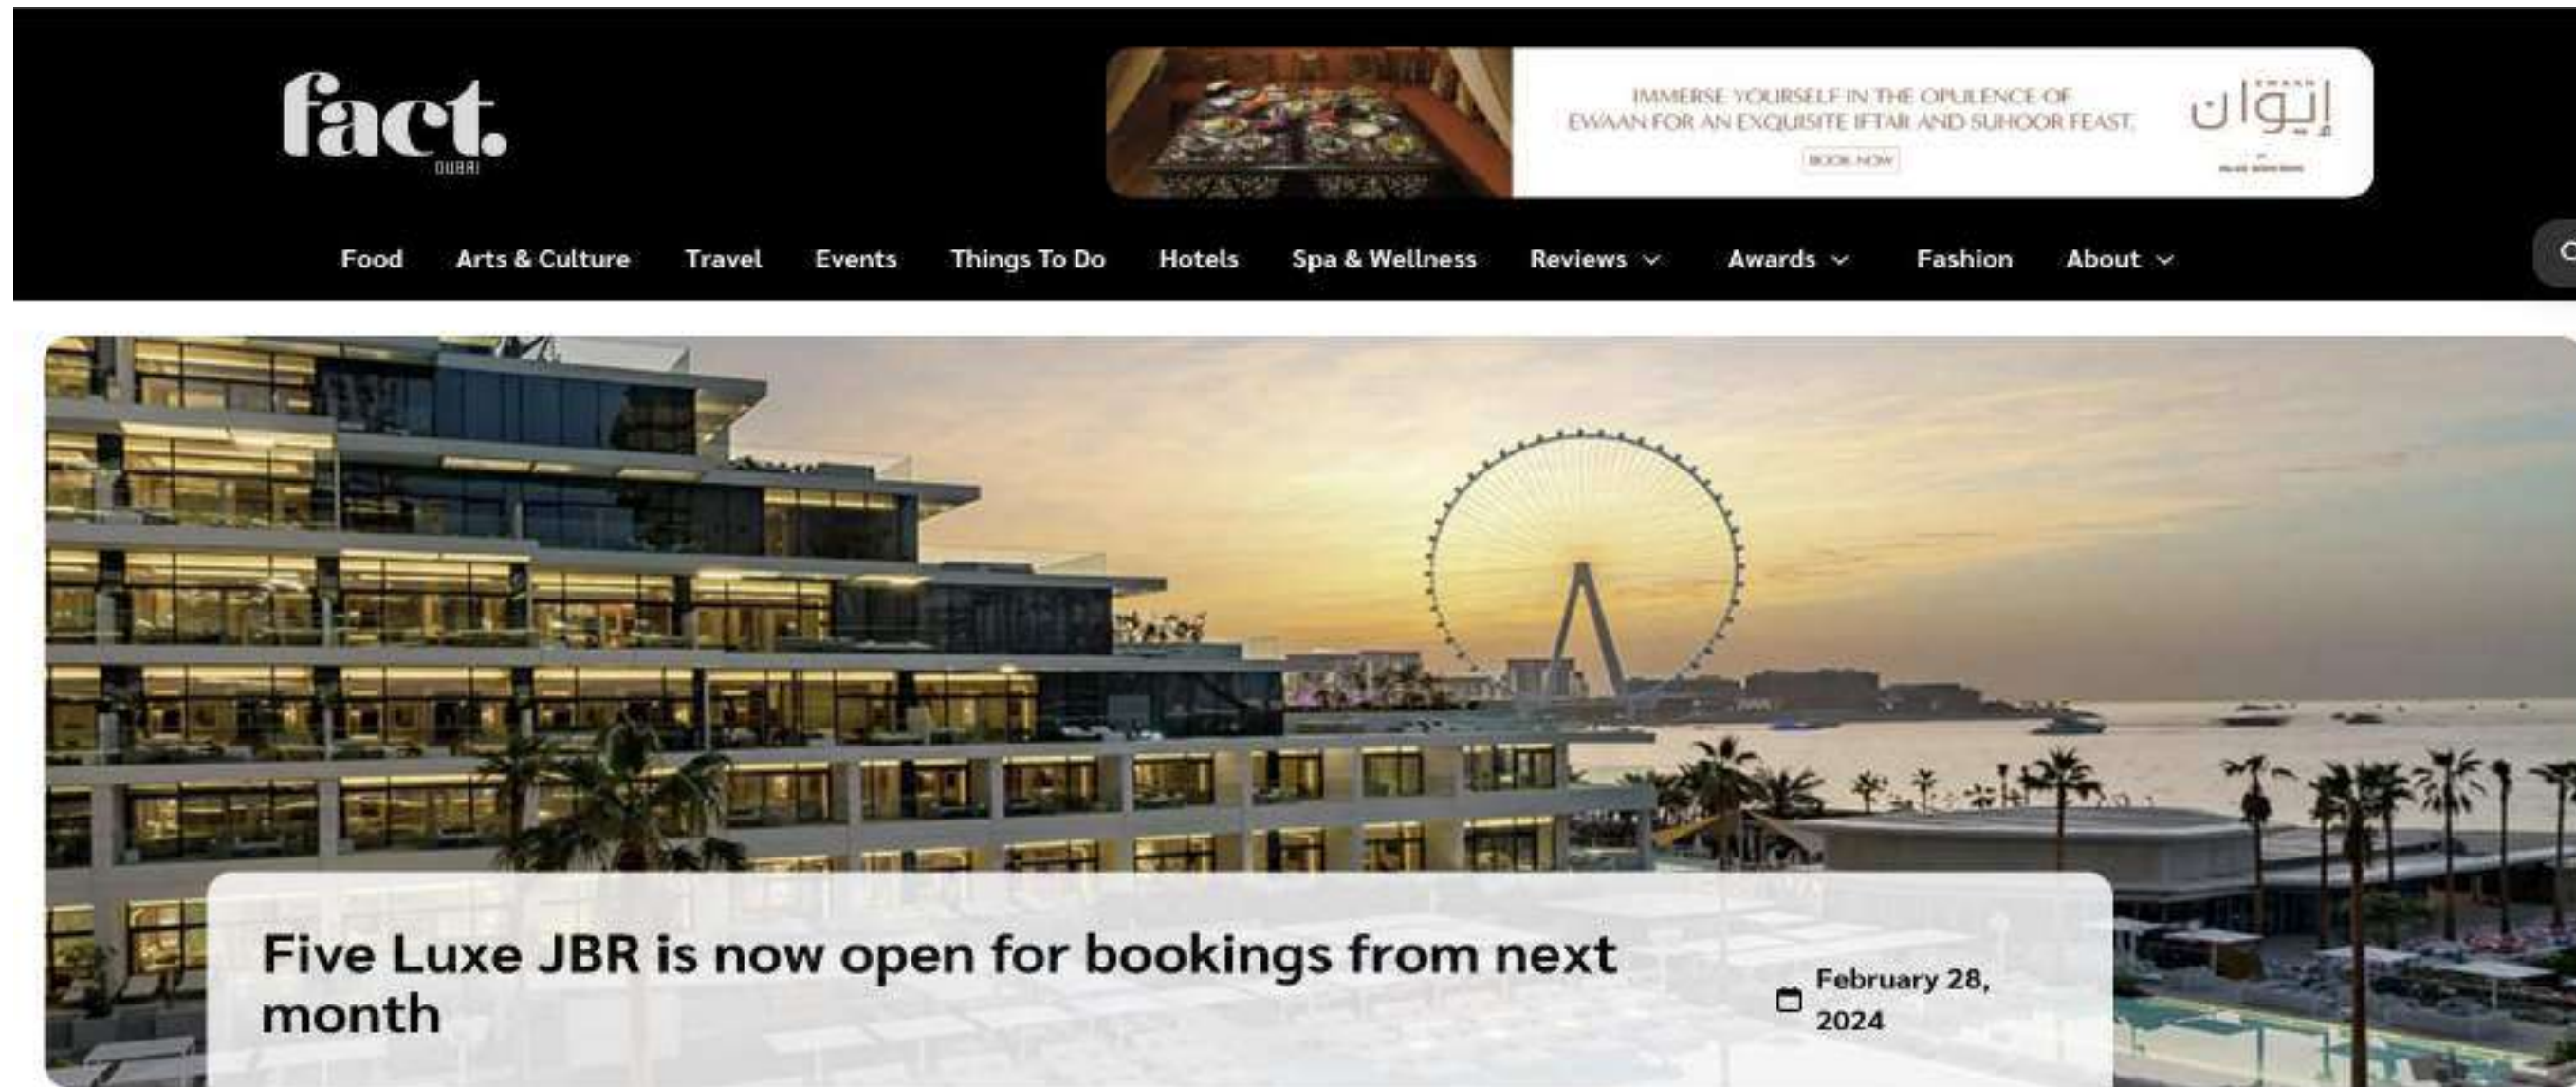 fact.
DUBAI
IMMERSE YOURSELF IN THE OPULENCE OF
EWAAN FOR AN EXQUISITE IFTAR AND SUHOOR FEAST.
BOOK NOW
EWAAN
إيوان
Food Arts & Culture Travel Events Things To Do Hotels Spa & Wellness Reviews Awards Fashion About
Five Luxe JBR is now open for bookings from next
month
February 28,
2024